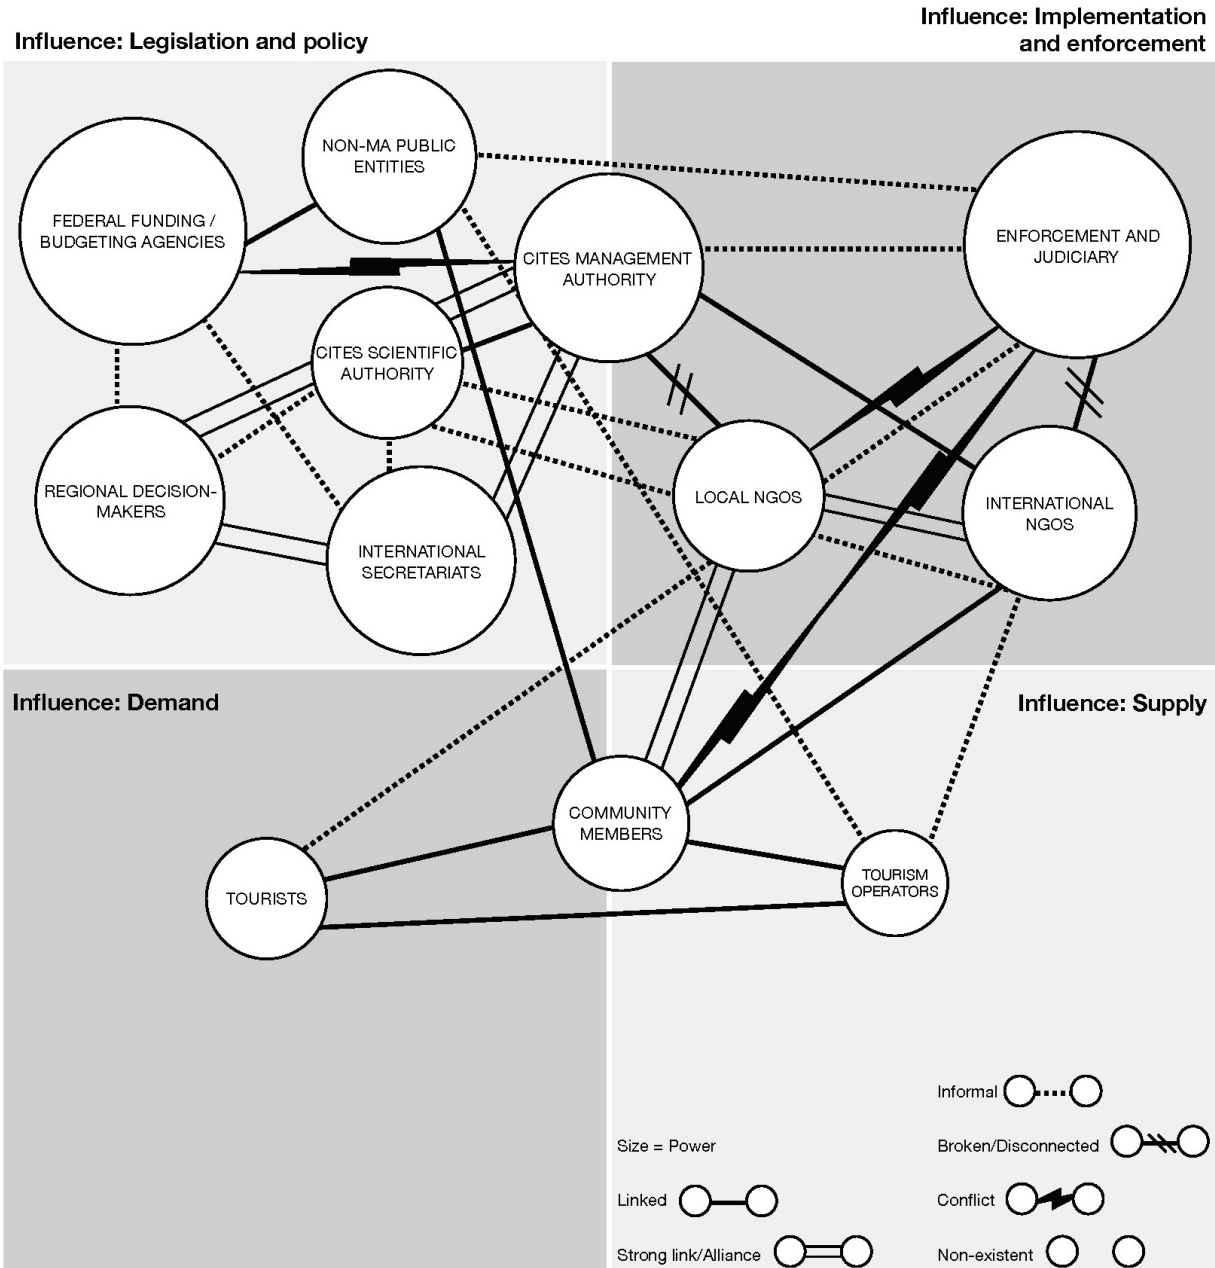 Influence: Legislation and policy
Influence: Implementation
and enforcement
NON-MA PUBLIC
ENTITIES
FEDERAL FUNDING /
BUDGETING AGENCIES
CITES MANAGEMENT
AUTHORITY
ENFORCEMENT AND
JUDICIARY
CITES SCIENTIFIC
AUTHORITY
REGIONAL DECISION-
MAKERS
INTERNATIONAL
SECRETARIATS
LOCAL NGOS
INTERNATIONAL
NGOS
Influence: Demand
Influence: Supply
COMMUNITY
MEMBERS
TOURISTS
TOURISM
OPERATORS
Informal
Size = Power
Broken/Disconnected
Linked
Conflict
Strong link/Alliance
Non-existent